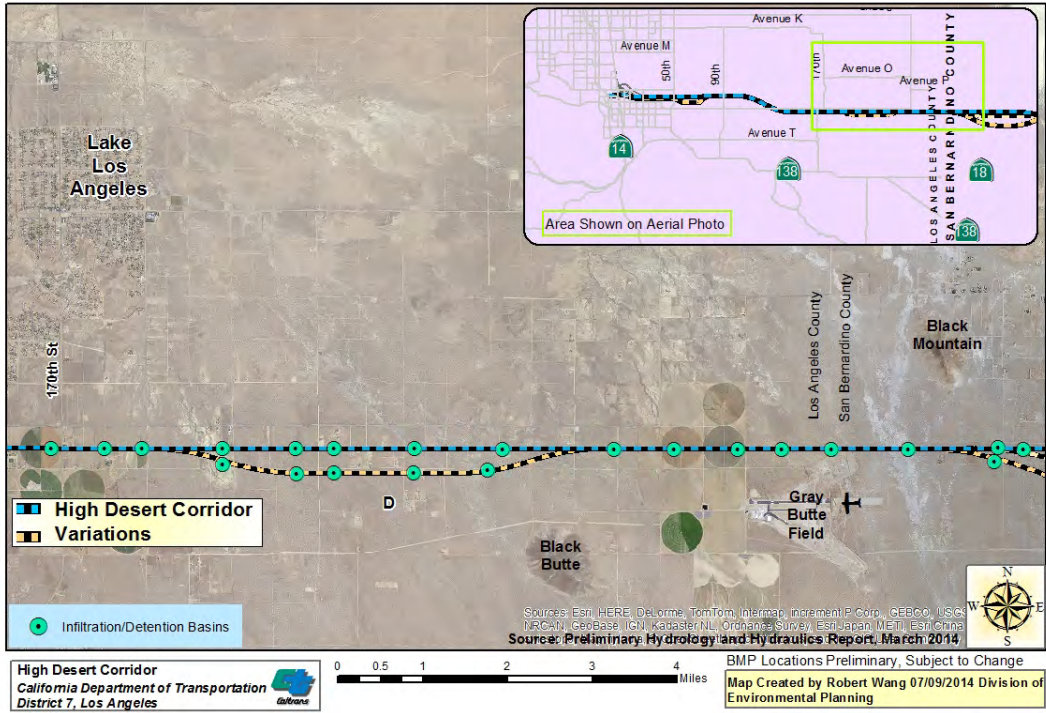 Avenue K
Avenue M
50th
90th
170th
Avenue O
Avenue P
Avenue T
14
138
18
138
LOS ANGELES COUNTY
SAN BERNARNDINO COUNTY
Area Shown on Aerial Photo
Lake
Los
Angeles
170th St
Los Angeles County
San Bernardino County
Black
Mountain
D
High Desert Corridor
Variations
Gray
Butte
Field
Black
Butte
N
W
E
S
Infiltration/Detention Basins
Sources: Esri, HERE, DeLorme, TomTom, Intermap, increment P Corp., GEBCO, USGS
NRCAN, GeoBase, IGN, Kadaster NL, Ordnance Survey, Esri Japan, METI, Esri China
Source: Preliminary Hydrology and Hydraulics Report, March 2014
High Desert Corridor
California Department of Transportation
District 7, Los Angeles
Caltrans
0 0.5 1 2 3 4
Miles
BMP Locations Preliminary, Subject to Change
Map Created by Robert Wang 07/09/2014 Division of
Environmental Planning